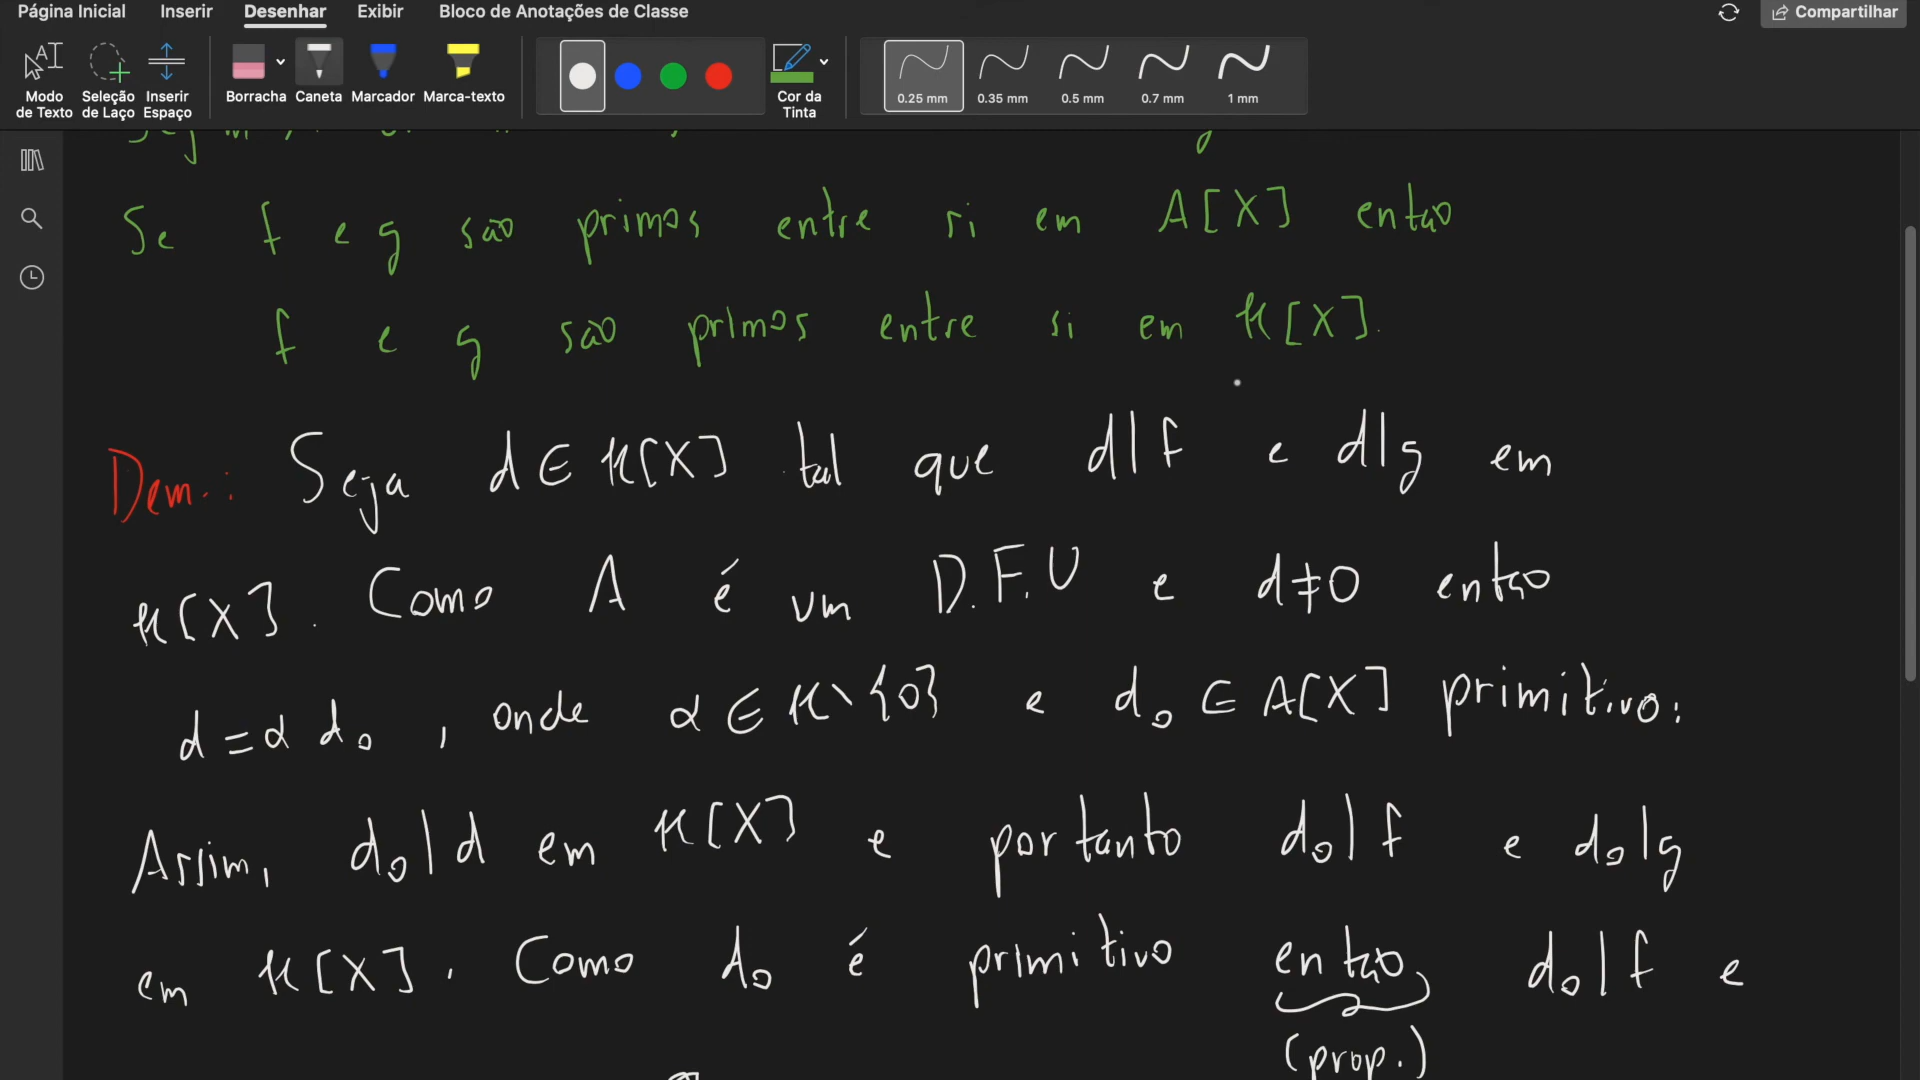 Página Inicial Inserir Desenhar Exibir Bloco de Anotações de Classe Compartilhar
Modo de Texto Seleção de Laço Inserir Espaço Borracha Caneta Marcador Marca-texto Cor da Tinta 0.25 mm 0.35 mm 0.5 mm 0.7 mm 1 mm
Se f e g são primos entre si em A[X] então
f e g são primos entre si em K[X].
Dem.: Seja d ∈ K[X] tal que d|f e d|g em
K[X]. Como A é um D.F.U e d≠0 então
d = α d₀, onde α ∈ K∖{0} e d₀ ∈ A[X] primitivo.
Assim, d₀|d em K[X] e portanto d₀|f e d₀|g
em K[X]. Como d₀ é primitivo então d₀|f e
(prop.)